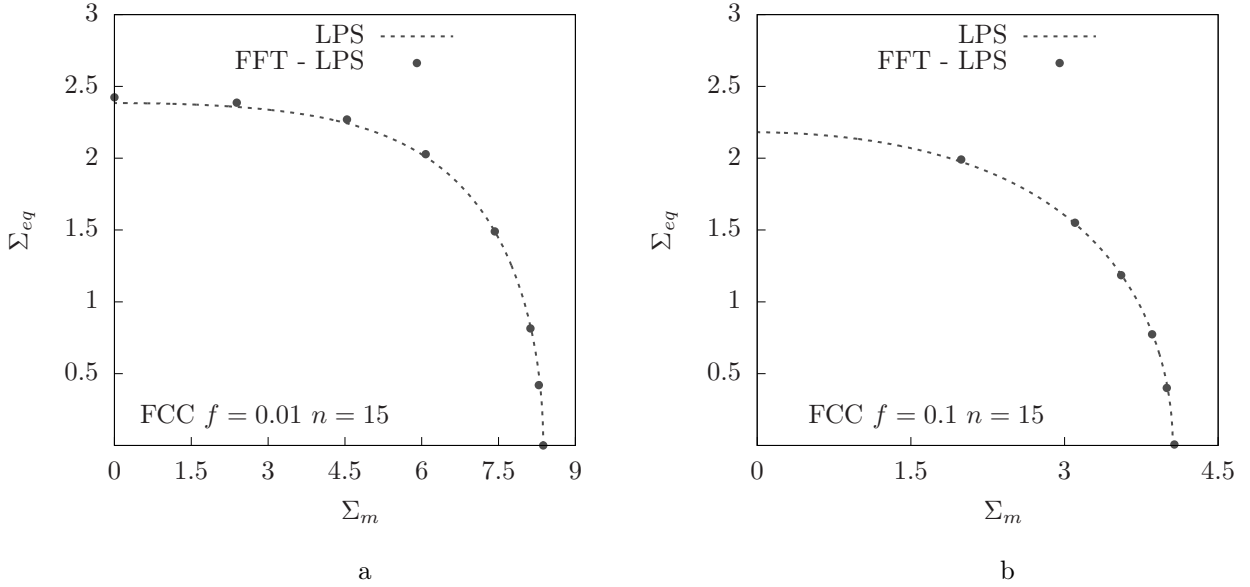 3
2.5
2
1.5
1
0.5
0 1.5 3 4.5 6 7.5 9
Σeq
Σm
LPS
FFT - LPS
FCC f = 0.01 n = 15
a
3
2.5
2
1.5
1
0.5
0 1.5 3 4.5
Σeq
Σm
LPS
FFT - LPS
FCC f = 0.1 n = 15
b